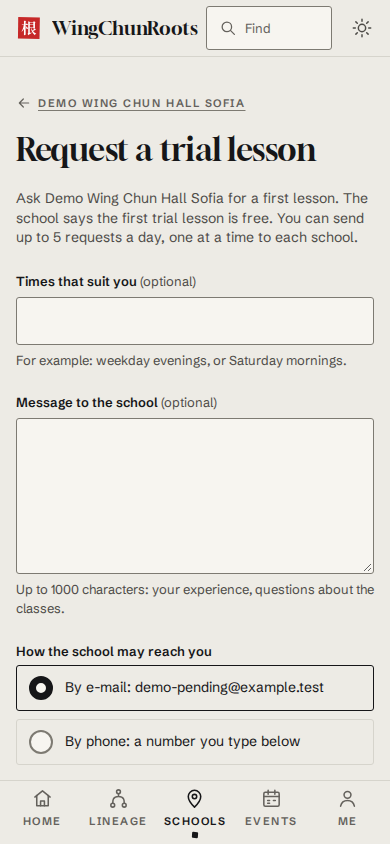 根 WingChunRoots
Find
DEMO WING CHUN HALL SOFIA
Request a trial lesson
Ask Demo Wing Chun Hall Sofia for a first lesson. The
school says the first trial lesson is free. You can send
up to 5 requests a day, one at a time to each school.
Times that suit you (optional)
For example: weekday evenings, or Saturday mornings.
Message to the school (optional)
Up to 1000 characters: your experience, questions about the
classes.
How the school may reach you
By e-mail: demo-pending@example.test
By phone: a number you type below
HOME
LINEAGE
SCHOOLS
EVENTS
ME